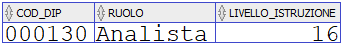 COD_DIP RUOLO LIVELLO_ISTRUZIONE
000130 Analista 16